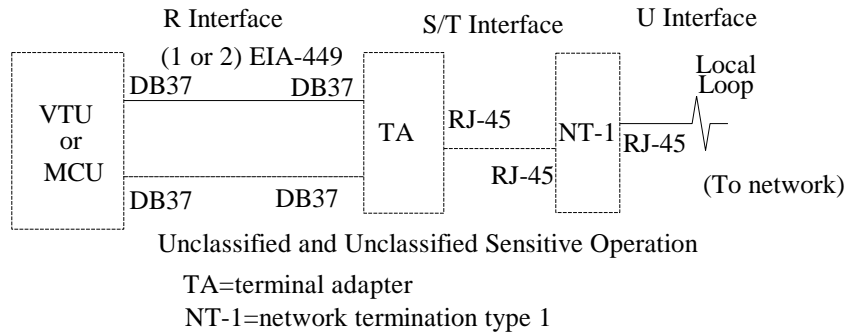 R Interface
S/T Interface
U Interface
(1 or 2) EIA-449
Local
Loop
DB37
DB37
VTU
or
MCU
TA
RJ-45
NT-1
RJ-45
RJ-45
DB37
DB37
(To network)
Unclassified and Unclassified Sensitive Operation
TA=terminal adapter
NT-1=network termination type 1